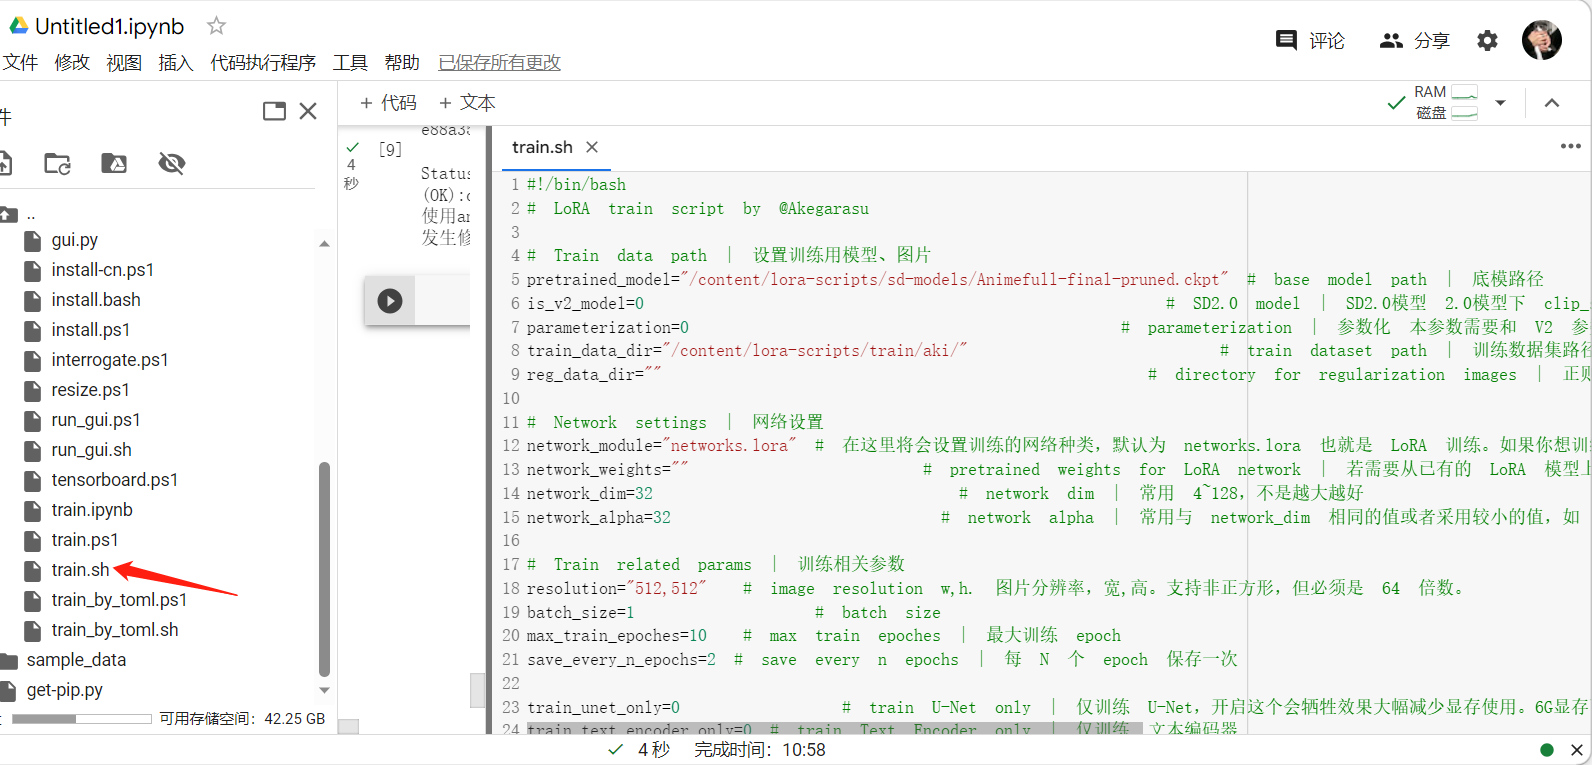 Untitled1.ipynb
评论
分享
文件 修改 视图 插入 代码执行程序 工具 帮助 已保存所有更改
+ 代码 + 文本
RAM
磁盘
件
..
gui.py
install-cn.ps1
install.bash
install.ps1
interrogate.ps1
resize.ps1
run_gui.ps1
run_gui.sh
tensorboard.ps1
train.ipynb
train.ps1
train.sh
train_by_toml.ps1
train_by_toml.sh
sample_data
get-pip.py
可用存储空间：42.25 GB
4
秒
[9]
e88a38
Status
(OK):c
使用ar
发生修
train.sh
1 #!/bin/bash
2 # LoRA train script by @Akegarasu
3
4 # Train data path | 设置训练用模型、图片
5 pretrained_model="/content/lora-scripts/sd-models/Animefull-final-pruned.ckpt" # base model path | 底模路径
6 is_v2_model=0 # SD2.0 model | SD2.0模型 2.0模型下 clip_
7 parameterization=0 # parameterization | 参数化 本参数需要和 V2 参
8 train_data_dir="/content/lora-scripts/train/aki/" # train dataset path | 训练数据集路径
9 reg_data_dir="" # directory for regularization images | 正则
10
11 # Network settings | 网络设置
12 network_module="networks.lora" # 在这里将会设置训练的网络种类，默认为 networks.lora 也就是 LoRA 训练。如果你想训练
13 network_weights="" # pretrained weights for LoRA network | 若需要从已有的 LoRA 模型上
14 network_dim=32 # network dim | 常用 4~128，不是越大越好
15 network_alpha=32 # network alpha | 常用与 network_dim 相同的值或者采用较小的值，如
16
17 # Train related params | 训练相关参数
18 resolution="512,512" # image resolution w,h. 图片分辨率，宽,高。支持非正方形，但必须是 64 倍数。
19 batch_size=1 # batch size
20 max_train_epoches=10 # max train epoches | 最大训练 epoch
21 save_every_n_epochs=2 # save every n epochs | 每 N 个 epoch 保存一次
22
23 train_unet_only=0 # train U-Net only | 仅训练 U-Net，开启这个会牺牲效果大幅减少显存使用。6G显存
24 train_text_encoder_only=0 # train Text Encoder only | 仅训练 文本编码器
4 秒 完成时间：10:58